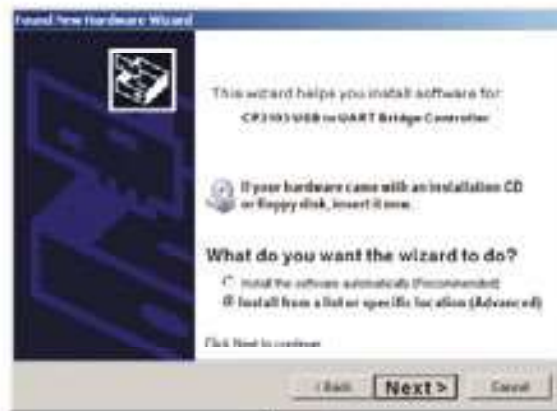 Found New Hardware Wizard
This wizard helps you install software for:
CP2103 USB to UART Bridge Controller
If your hardware came with an installation CD
or floppy disk, insert it now.
What do you want the wizard to do?
Install the software automatically (Recommended)
Install from a list or specific location (Advanced)
Click Next to continue
< Back
Next >
Cancel